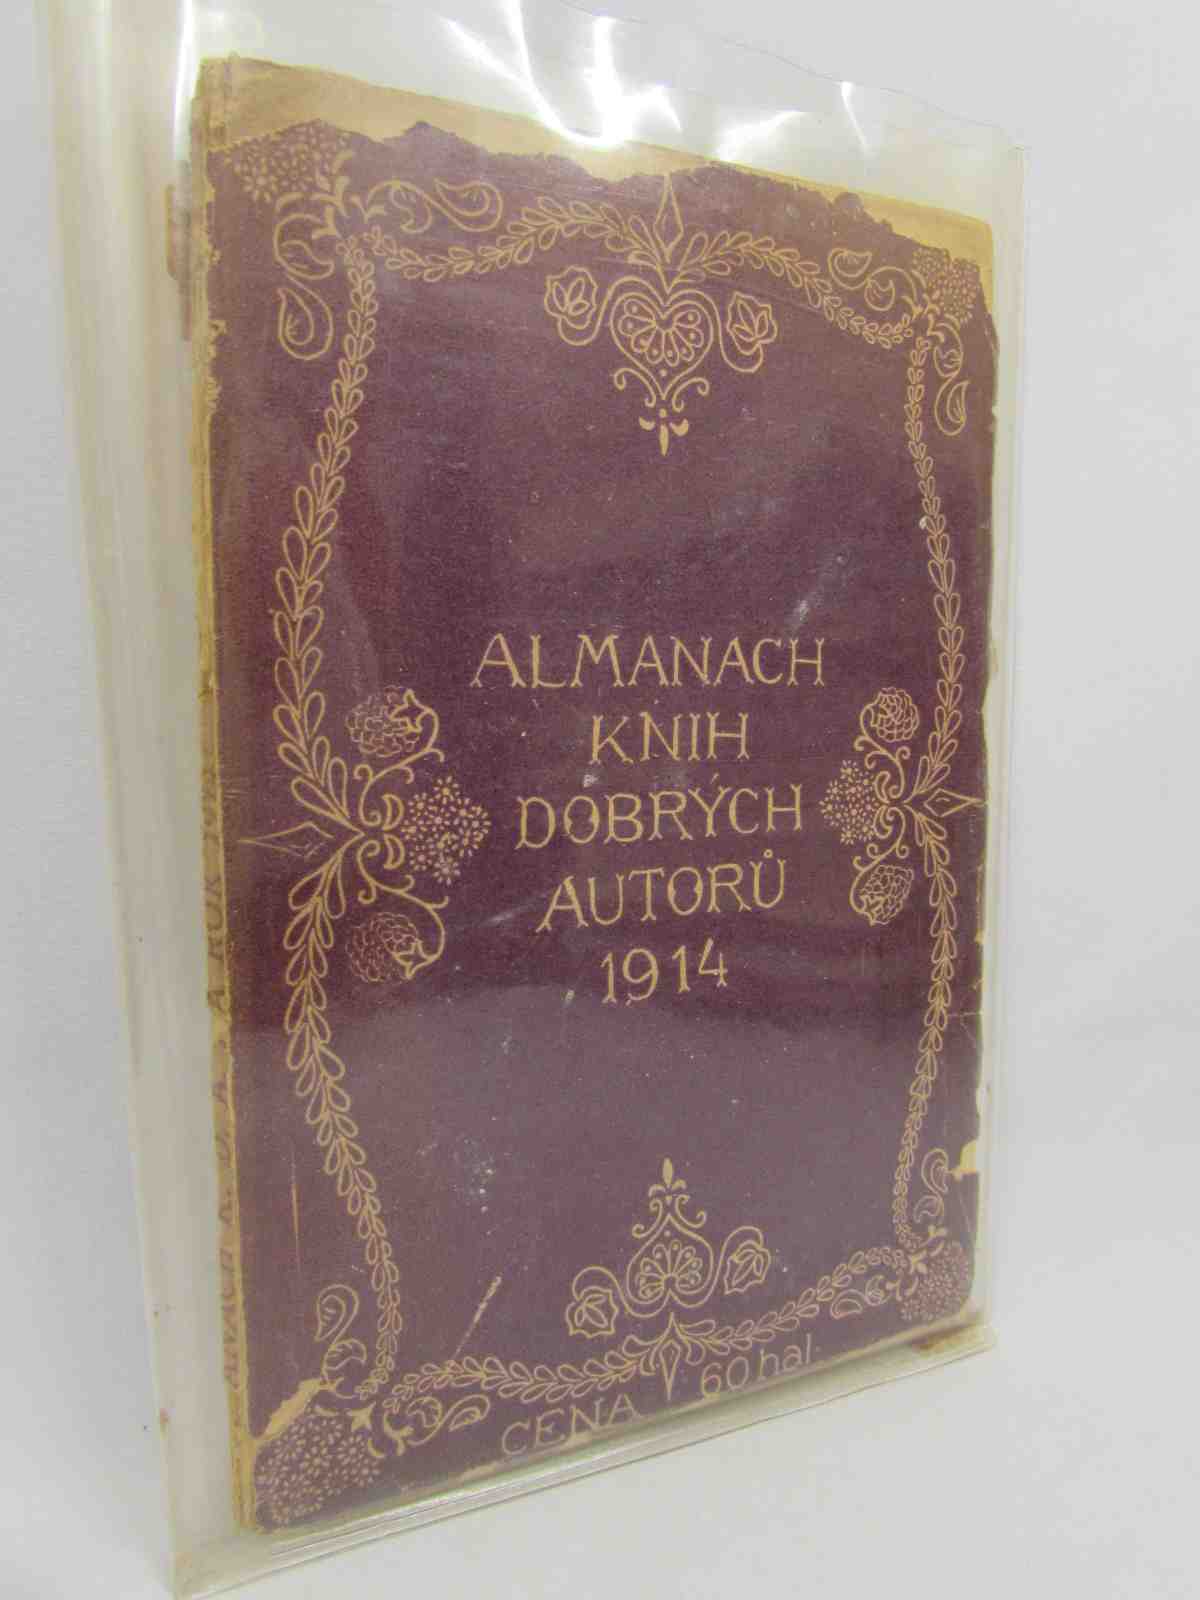 ALMANACH
KNIH
DOBRÝCH
AUTORŮ
1914
CENA 60 hal.